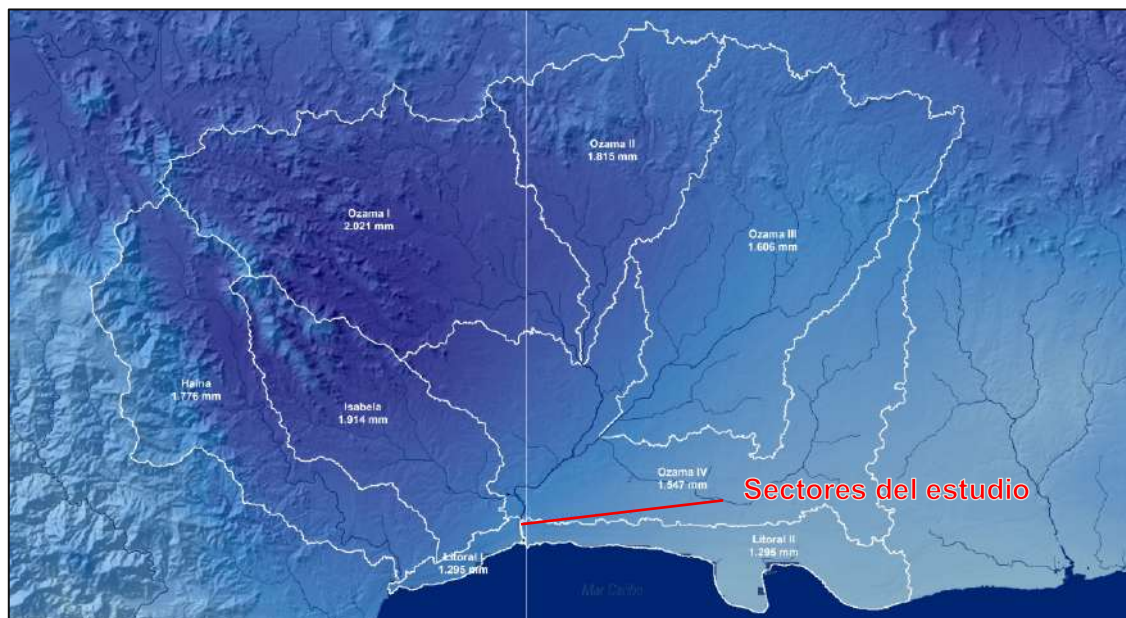 Ozama II
1.815 mm
Ozama I
2.021 mm
Ozama III
1.606 mm
Haina
1.776 mm
Isabela
1.914 mm
Ozama IV
1.547 mm
Sectores del estudio
Litoral I
1.295 mm
Litoral II
1.295 mm
Mar Caribe